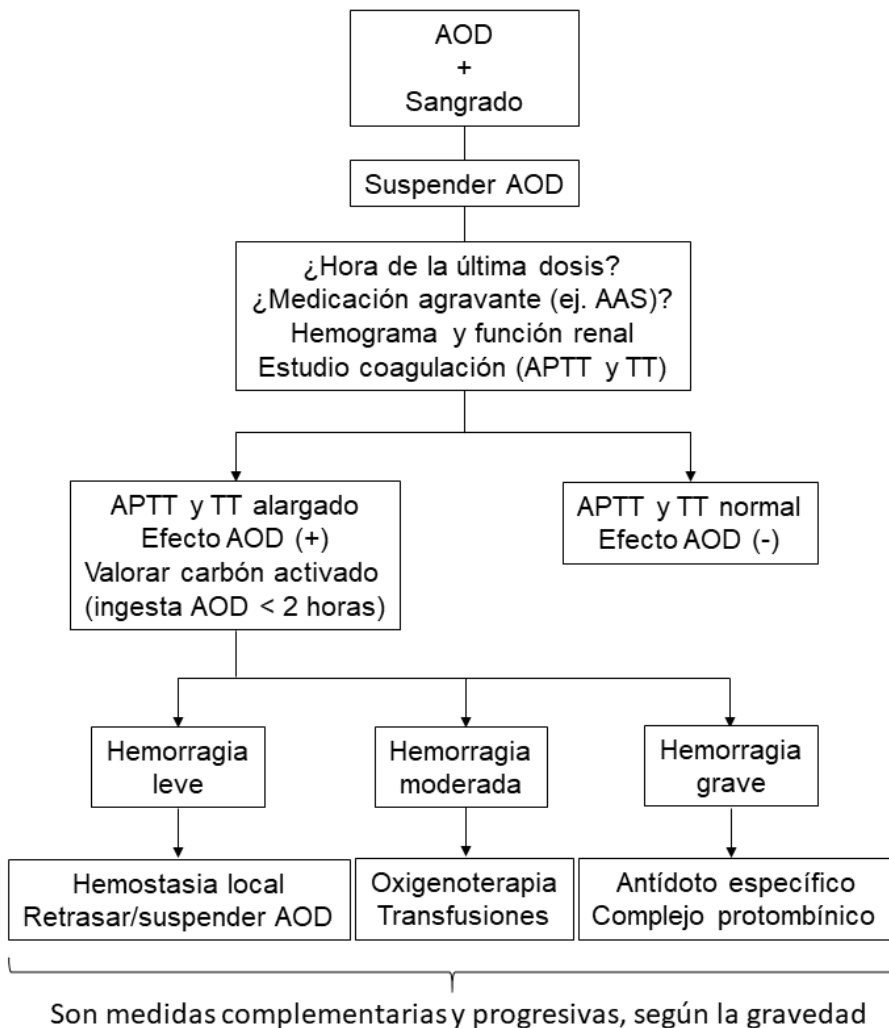 AOD
+
Sangrado
Suspender AOD
¿Hora de la última dosis?
¿Medicación agravante (ej. AAS)?
Hemograma y función renal
Estudio coagulación (APTT y TT)
APTT y TT alargado
Efecto AOD (+)
Valorar carbón activado
(ingesta AOD < 2 horas)
APTT y TT normal
Efecto AOD (-)
Hemorragia
leve
Hemorragia
moderada
Hemorragia
grave
Hemostasia local
Retrasar/suspender AOD
Oxigenoterapia
Transfusiones
Antídoto específico
Complejo protombínico
Son medidas complementarias y progresivas, según la gravedad